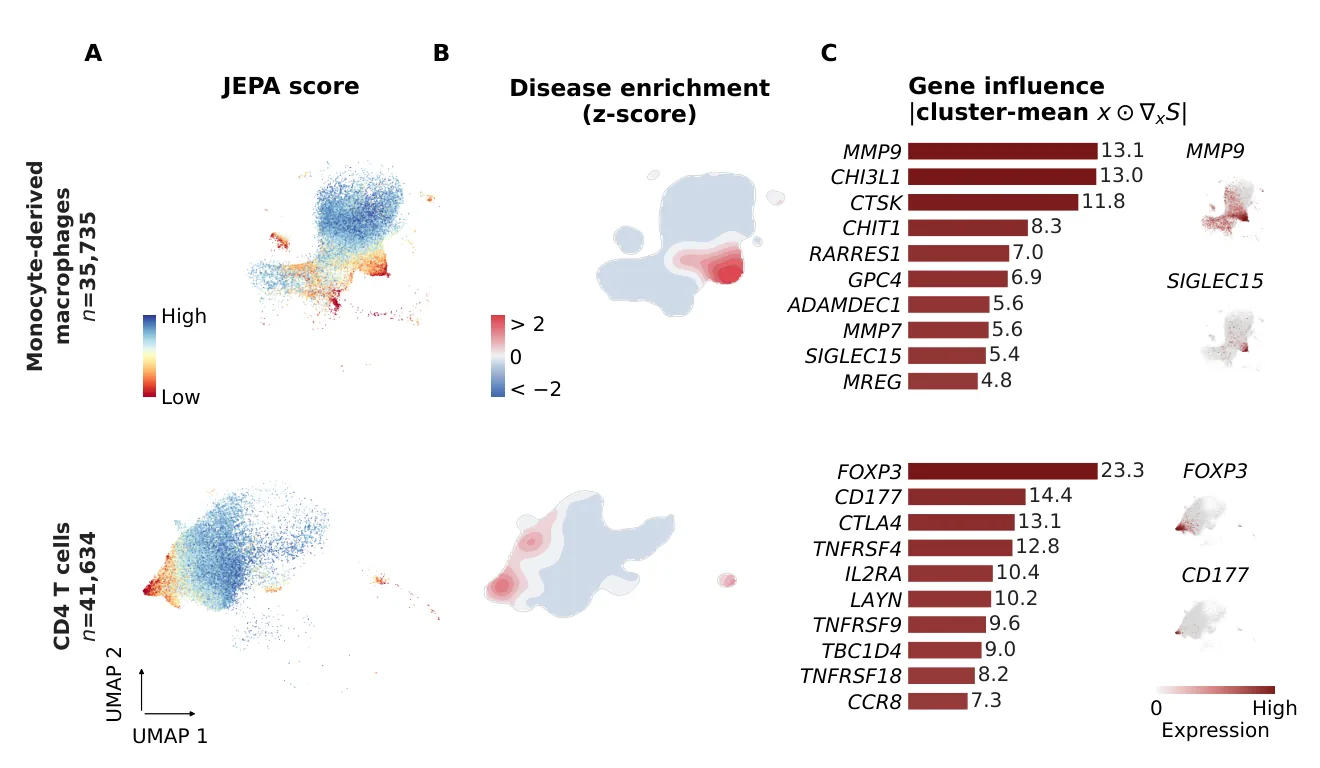 A
JEPA score
B
Disease enrichment
(z-score)
C
Gene influence
|cluster-mean x ⊙ ∇ₓS|
Monocyte-derived
macrophages
n=35,735
High
Low
> 2
0
< −2
MMP9 13.1
CHI3L1 13.0
CTSK 11.8
CHIT1 8.3
RARRES1 7.0
GPC4 6.9
ADAMDEC1 5.6
MMP7 5.6
SIGLEC15 5.4
MREG 4.8
MMP9
SIGLEC15
CD4 T cells
n=41,634
UMAP 2
UMAP 1
FOXP3 23.3
CD177 14.4
CTLA4 13.1
TNFRSF4 12.8
IL2RA 10.4
LAYN 10.2
TNFRSF9 9.6
TBC1D4 9.0
TNFRSF18 8.2
CCR8 7.3
FOXP3
CD177
0 High
Expression